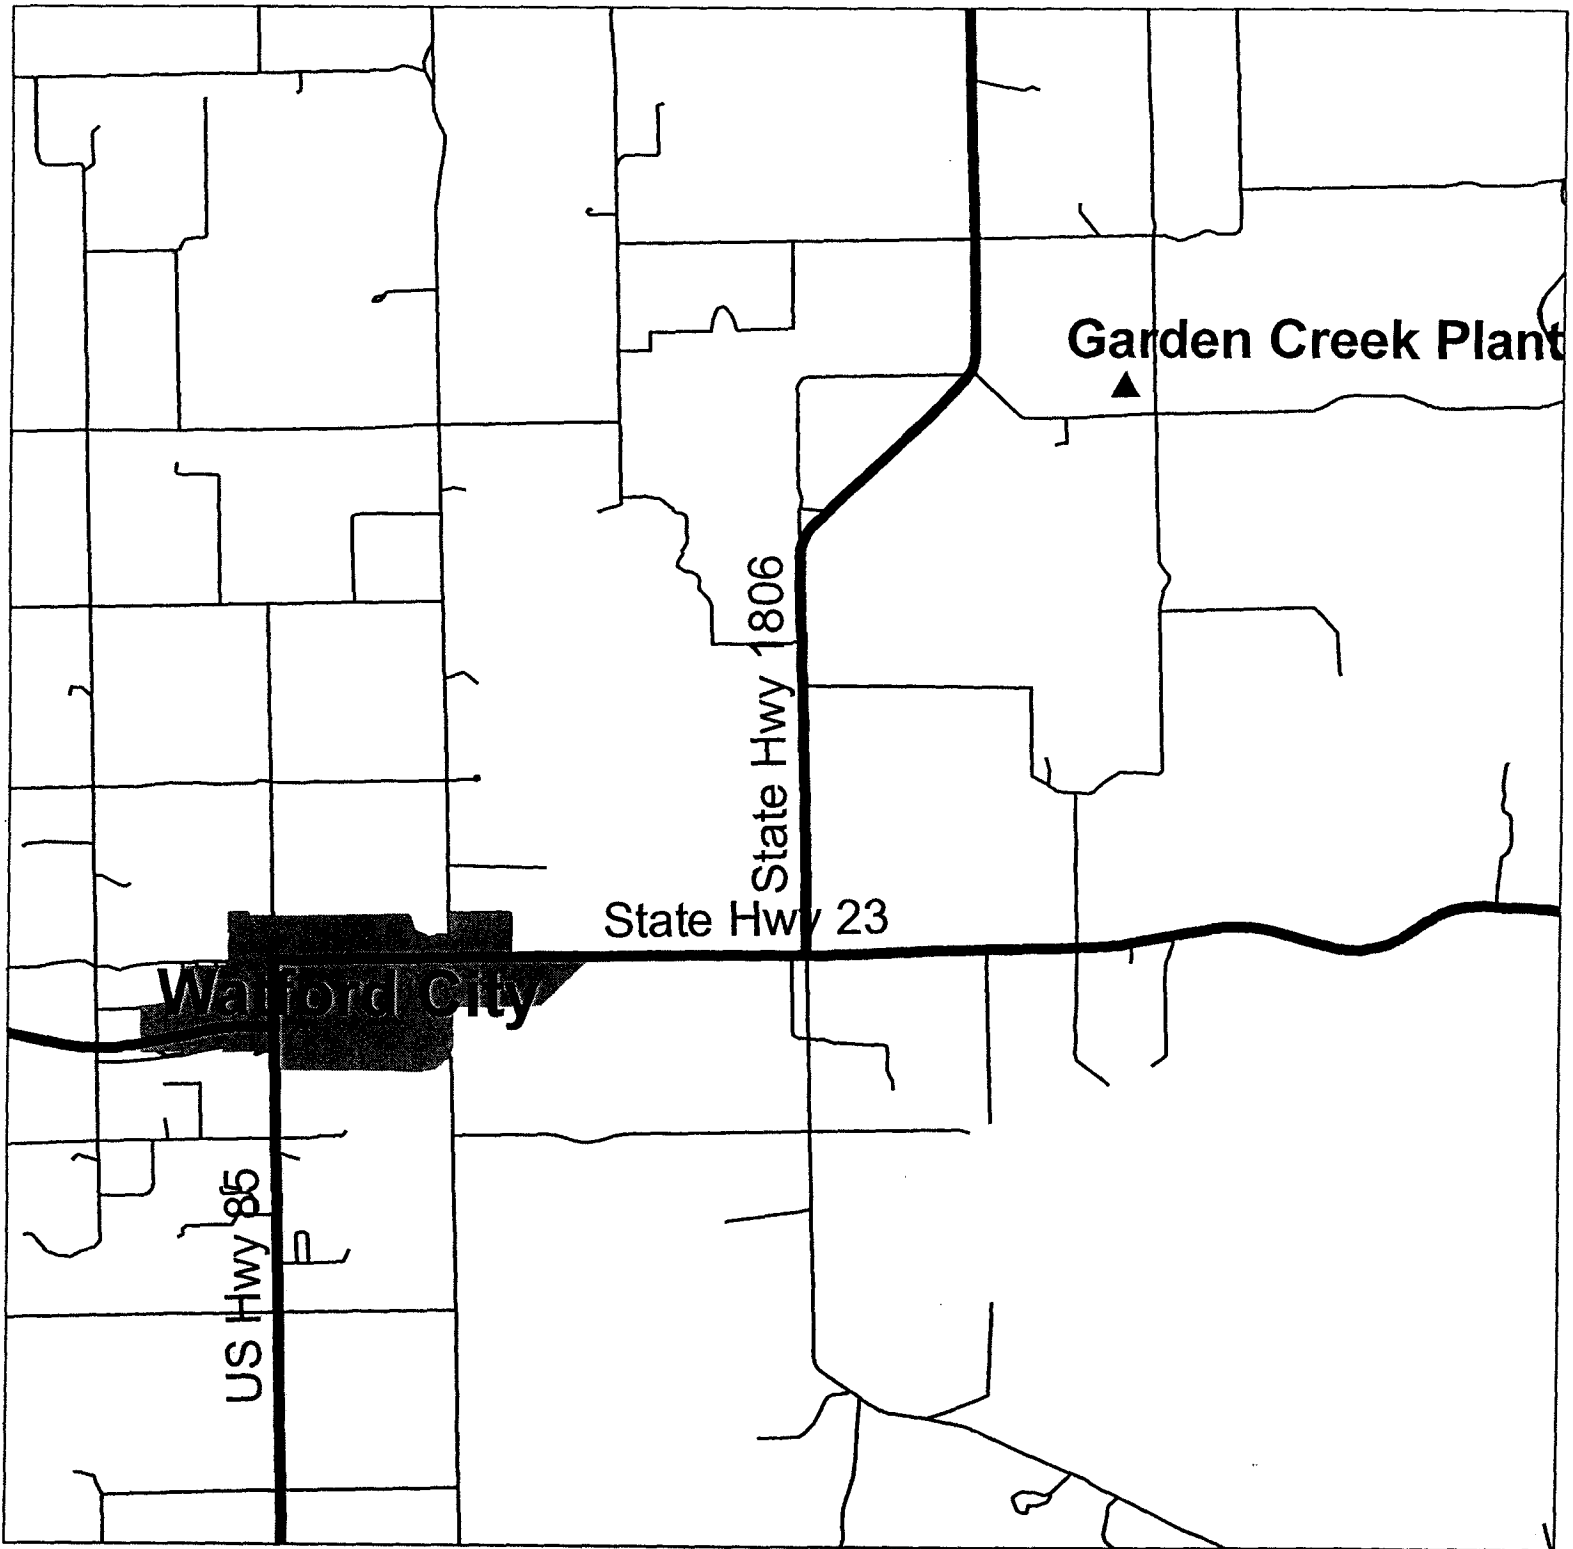 Garden Creek Plant
State Hwy 1806
State Hwy 23
Watford City
US Hwy 85